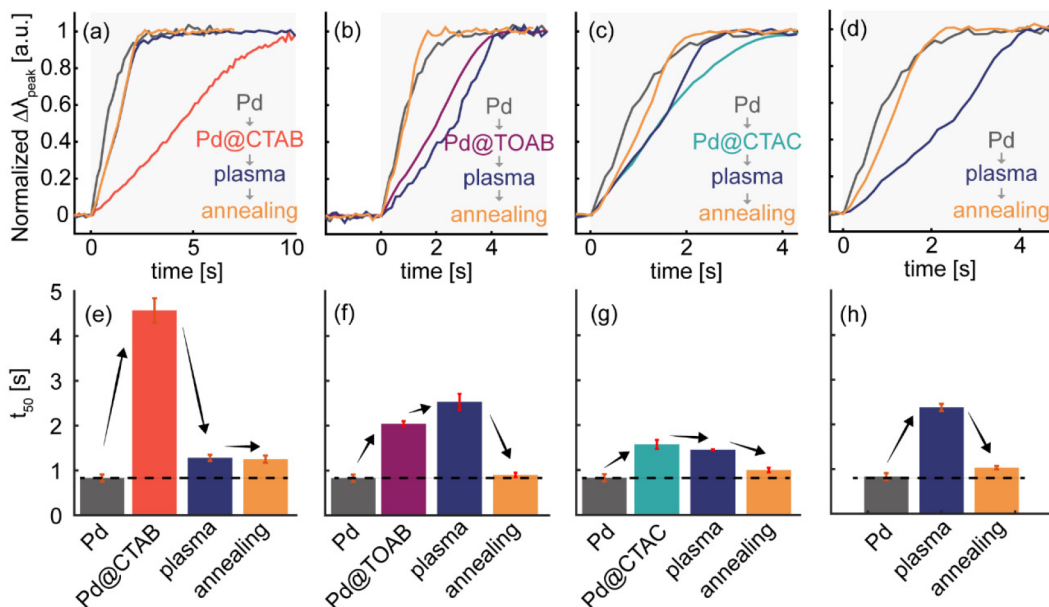 (a)
Normalized Δλpeak [a.u.]
1
0.8
0.6
0.4
0.2
0
Pd
Pd@CTAB
plasma
annealing
0 5 10
time [s]
(b)
Pd
Pd@TOAB
plasma
annealing
0 2 4
time [s]
(c)
Pd
Pd@CTAC
plasma
annealing
0 2 4
time [s]
(d)
Pd
plasma
annealing
0 2 4
time [s]
(e)
t50 [s]
5
4
3
2
1
0
Pd
Pd@CTAB
plasma
annealing
(f)
Pd
Pd@TOAB
plasma
annealing
(g)
Pd
Pd@CTAC
plasma
annealing
(h)
Pd
plasma
annealing